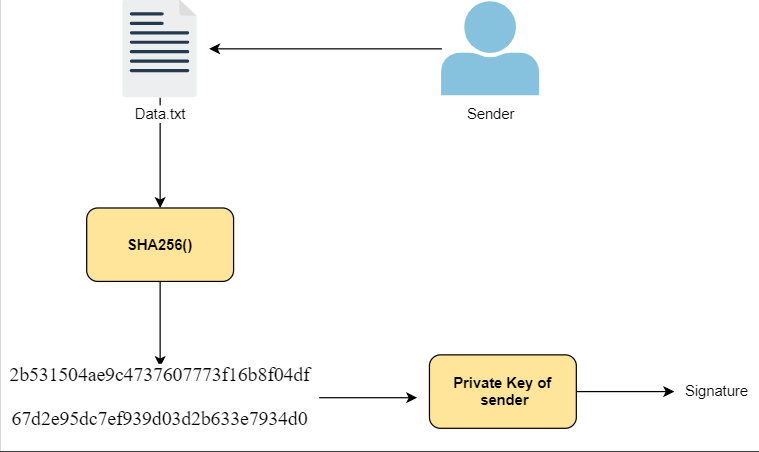 Data.txt
Sender
SHA256()
2b531504ae9c4737607773f16b8f04df
67d2e95dc7ef939d03d2b633e7934d0
Private Key of
sender
Signature